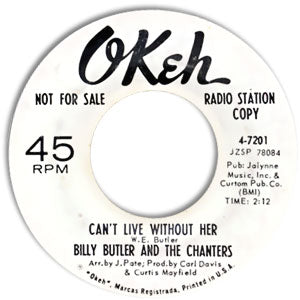 OKeh
NOT FOR SALE
RADIO STATION
COPY
45
RPM
4-7201
JZSP 78084
Pub: Jalynne
Music, Inc. &
Curtom Pub. Co.
(BMI)
TIME: 2:12
CAN'T LIVE WITHOUT HER
W.E. Butler
BILLY BUTLER AND THE CHANTERS
Arr. by J. Pate; Prod. by Carl Davis
& Curtis Mayfield
"Okeh", Marcas Registrada. Printed in U.S.A.